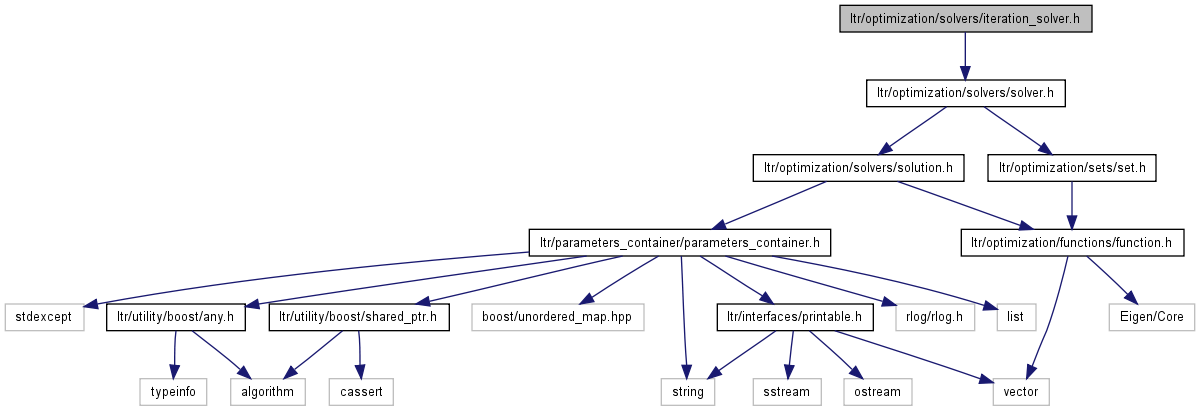 ltr/optimization/solvers/iteration_solver.h
ltr/optimization/solvers/solver.h
ltr/optimization/solvers/solution.h
ltr/optimization/sets/set.h
ltr/parameters_container/parameters_container.h
ltr/optimization/functions/function.h
stdexcept
ltr/utility/boost/any.h
ltr/utility/boost/shared_ptr.h
boost/unordered_map.hpp
ltr/interfaces/printable.h
rlog/rlog.h
list
Eigen/Core
typeinfo
algorithm
cassert
string
sstream
ostream
vector